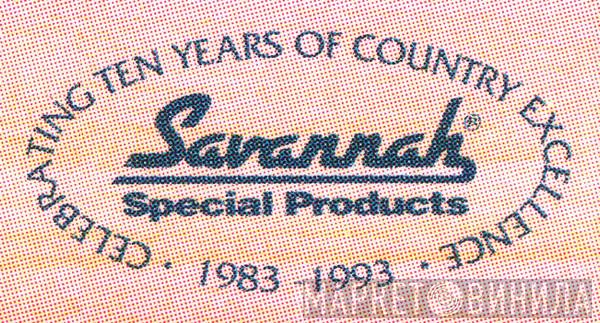 CELEBRATING TEN YEARS OF COUNTRY EXCELLENCE
Savannah®
Special Products
· 1983 - 1993 ·
МАРКЕТ ВИНИЛА